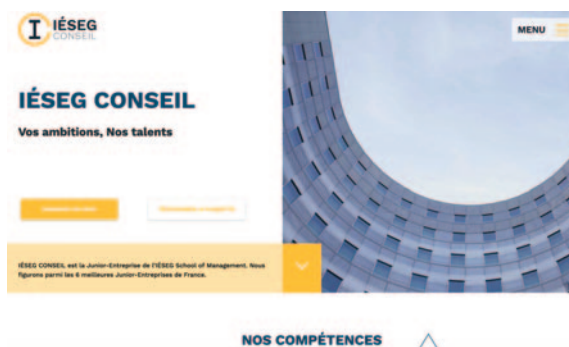 IÉSEG
CONSEIL
MENU
IÉSEG CONSEIL
Vos ambitions, Nos talents
IÉSEG CONSEIL est la Junior-Entreprise de l'IÉSEG School of Management. Nous
figurons parmi les 6 meilleures Junior-Entreprises de France.
NOS COMPÉTENCES